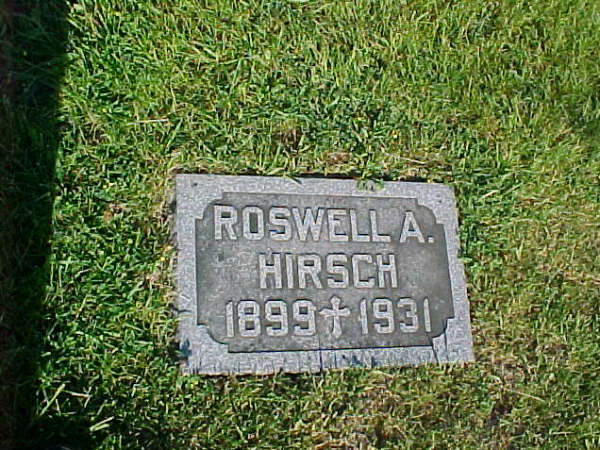 ROSWELL A.
HIRSCH
1899 ✝ 1931